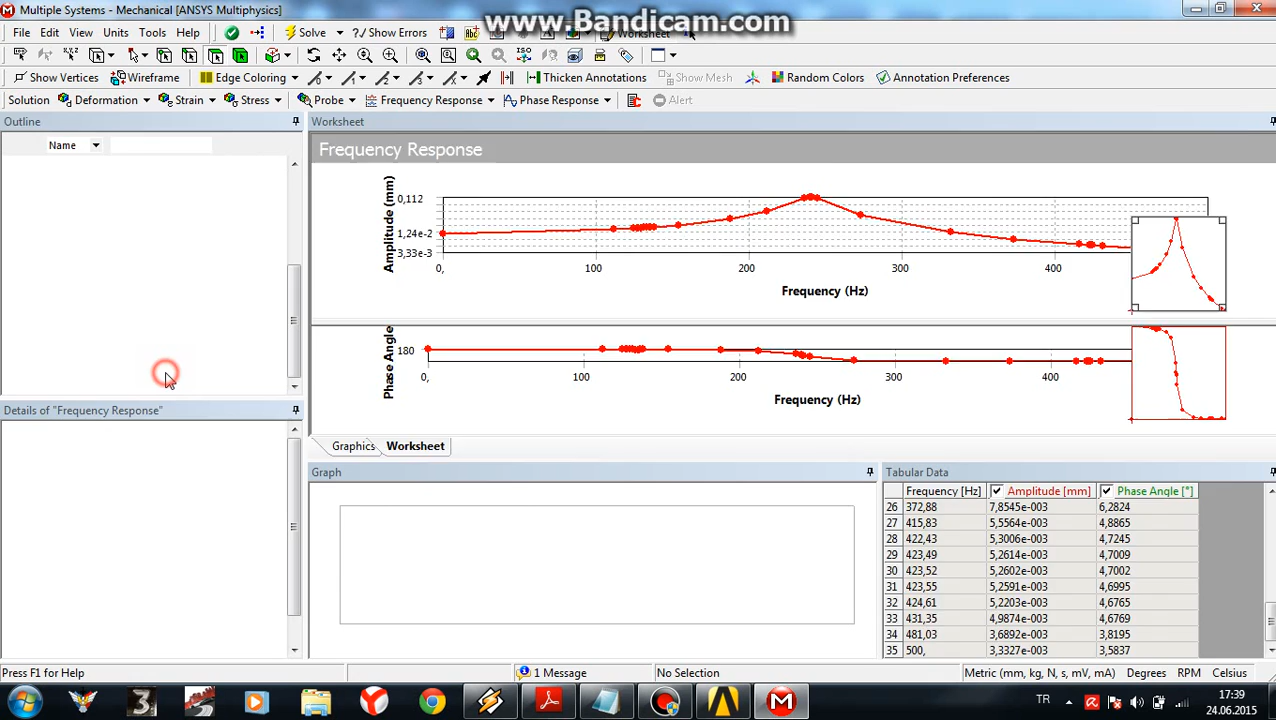 Multiple Systems - Mechanical [ANSYS Multiphysics]
www.Bandicam.com
File Edit View Units Tools Help Solve ?/ Show Errors Worksheet
Show Vertices Wireframe Edge Coloring Thicken Annotations Show Mesh Random Colors Annotation Preferences
Solution Deformation Strain Stress Probe Frequency Response Phase Response Alert
Outline
Name
Details of "Frequency Response"
Worksheet
Frequency Response
Amplitude (mm)
0,112
1,24e-2
3,33e-3
0, 100 200 300 400
Frequency (Hz)
Phase Angle
180
0, 100 200 300 400
Frequency (Hz)
Graphics Worksheet
Graph
Tabular Data
Frequency [Hz] Amplitude [mm] Phase Angle [°]
26 372,88 7,8545e-003 6,2824
27 415,83 5,5564e-003 4,8865
28 422,43 5,3006e-003 4,7245
29 423,49 5,2614e-003 4,7009
30 423,52 5,2602e-003 4,7002
31 423,55 5,2591e-003 4,6995
32 424,61 5,2203e-003 4,6765
33 431,35 4,9874e-003 4,6769
34 481,03 3,6892e-003 3,8195
35 500, 3,3327e-003 3,5837
Press F1 for Help 1 Message No Selection Metric (mm, kg, N, s, mV, mA) Degrees RPM Celsius
TR
17:39
24.06.2015